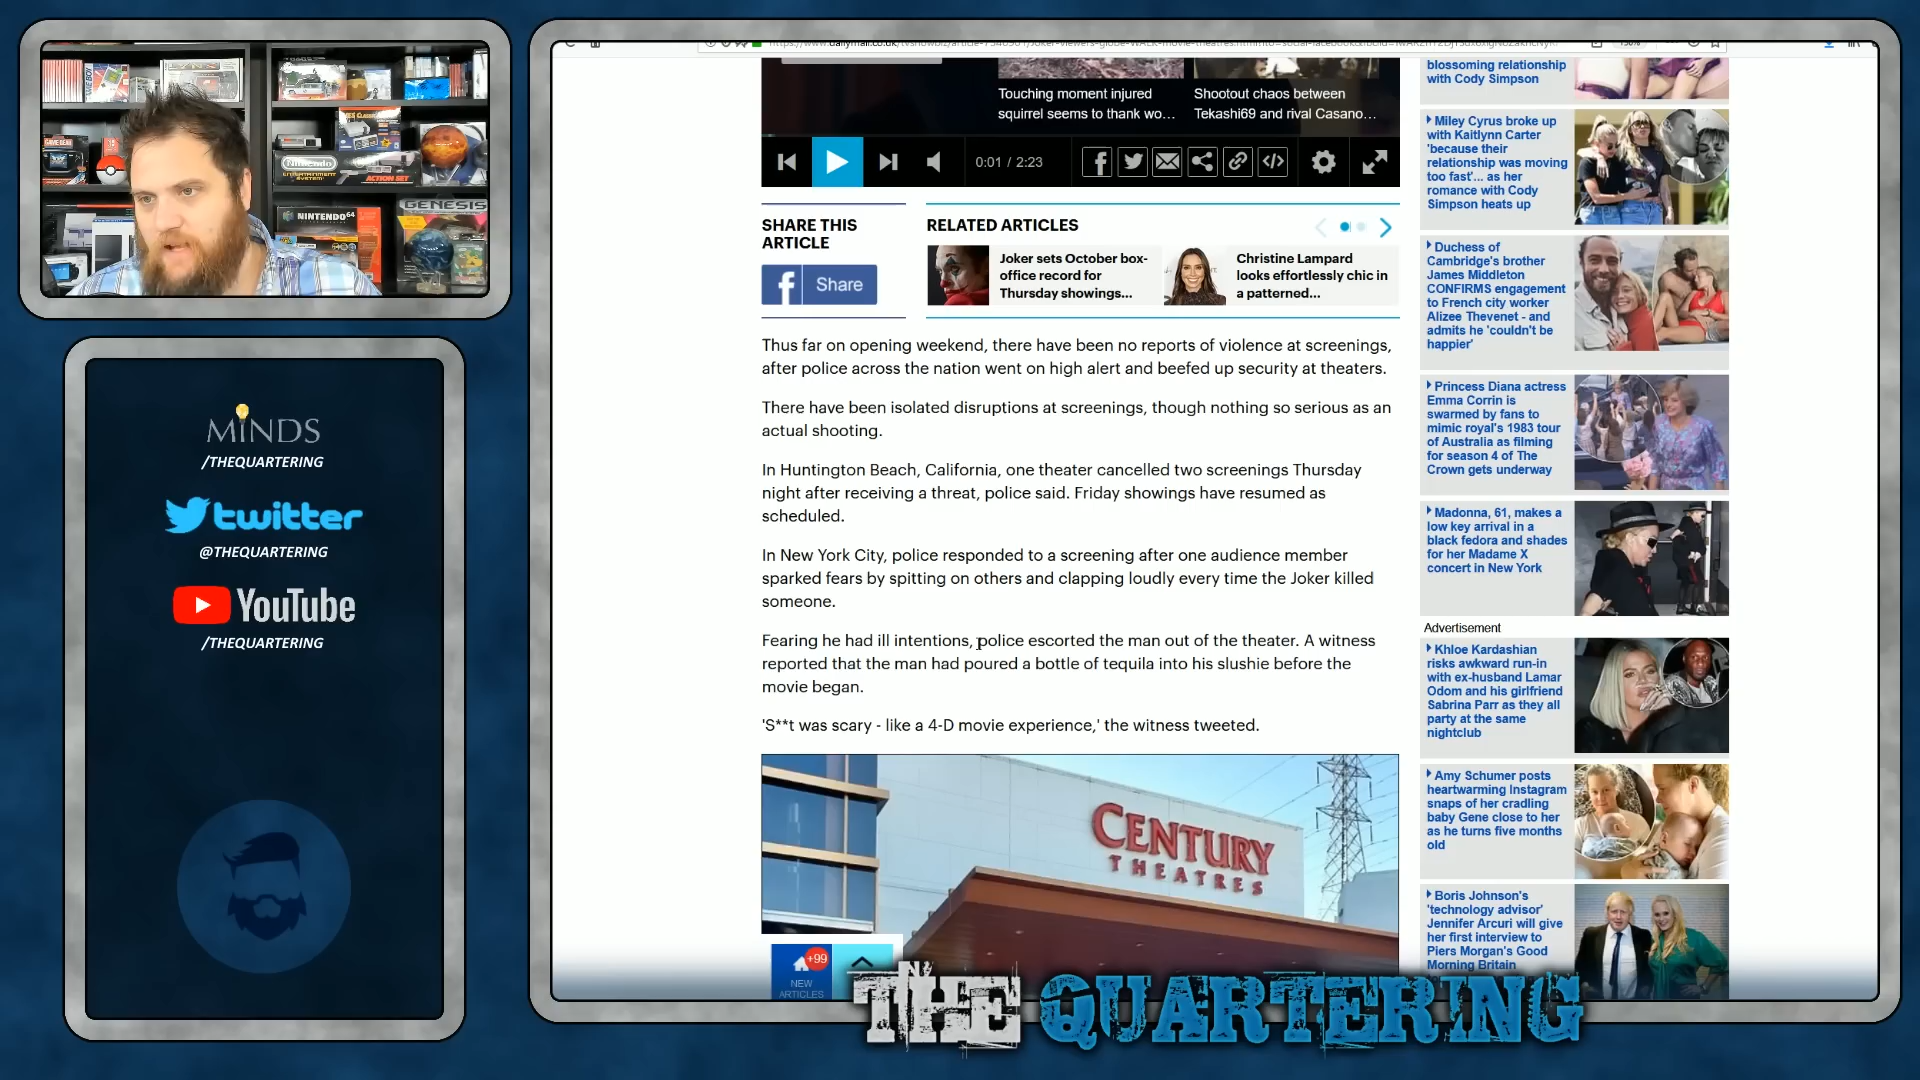 MINDS
/THEQUARTERING
twitter
@THEQUARTERING
YouTube
/THEQUARTERING
GAME GEAR
Nintendo
ENTERTAINMENT SYSTEM
ACTION SET
NINTENDO 64
GENESIS
Touching moment injured
squirrel seems to thank wo...
Shootout chaos between
Tekashi69 and rival Casano...
0:01 / 2:23
SHARE THIS
ARTICLE
Share
RELATED ARTICLES
Joker sets October box-
office record for
Thursday showings...
Christine Lampard
looks effortlessly chic in
a patterned...
Thus far on opening weekend, there have been no reports of violence at screenings,
after police across the nation went on high alert and beefed up security at theaters.
There have been isolated disruptions at screenings, though nothing so serious as an
actual shooting.
In Huntington Beach, California, one theater cancelled two screenings Thursday
night after receiving a threat, police said. Friday showings have resumed as
scheduled.
In New York City, police responded to a screening after one audience member
sparked fears by spitting on others and clapping loudly every time the Joker killed
someone.
Fearing he had ill intentions, police escorted the man out of the theater. A witness
reported that the man had poured a bottle of tequila into his slushie before the
movie began.
'S**t was scary - like a 4-D movie experience,' the witness tweeted.
CENTURY
THEATRES
+99
NEW
ARTICLES
blossoming relationship
with Cody Simpson
Miley Cyrus broke up
with Kaitlynn Carter
'because their
relationship was moving
too fast'... as her
romance with Cody
Simpson heats up
Duchess of
Cambridge's brother
James Middleton
CONFIRMS engagement
to French city worker
Alizee Thevenet - and
admits he 'couldn't be
happier'
Princess Diana actress
Emma Corrin is
swarmed by fans to
mimic royal's 1983 tour
of Australia as filming
for season 4 of The
Crown gets underway
Madonna, 61, makes a
low key arrival in a
black fedora and shades
for her Madame X
concert in New York
Advertisement
Khloe Kardashian
risks awkward run-in
with ex-husband Lamar
Odom and his girlfriend
Sabrina Parr as they all
party at the same
nightclub
Amy Schumer posts
heartwarming Instagram
snaps of her cradling
baby Gene close to her
as he turns five months
old
Boris Johnson's
'technology advisor'
Jennifer Arcuri will give
her first interview to
Piers Morgan's Good
Morning Britain
THE QUARTERING